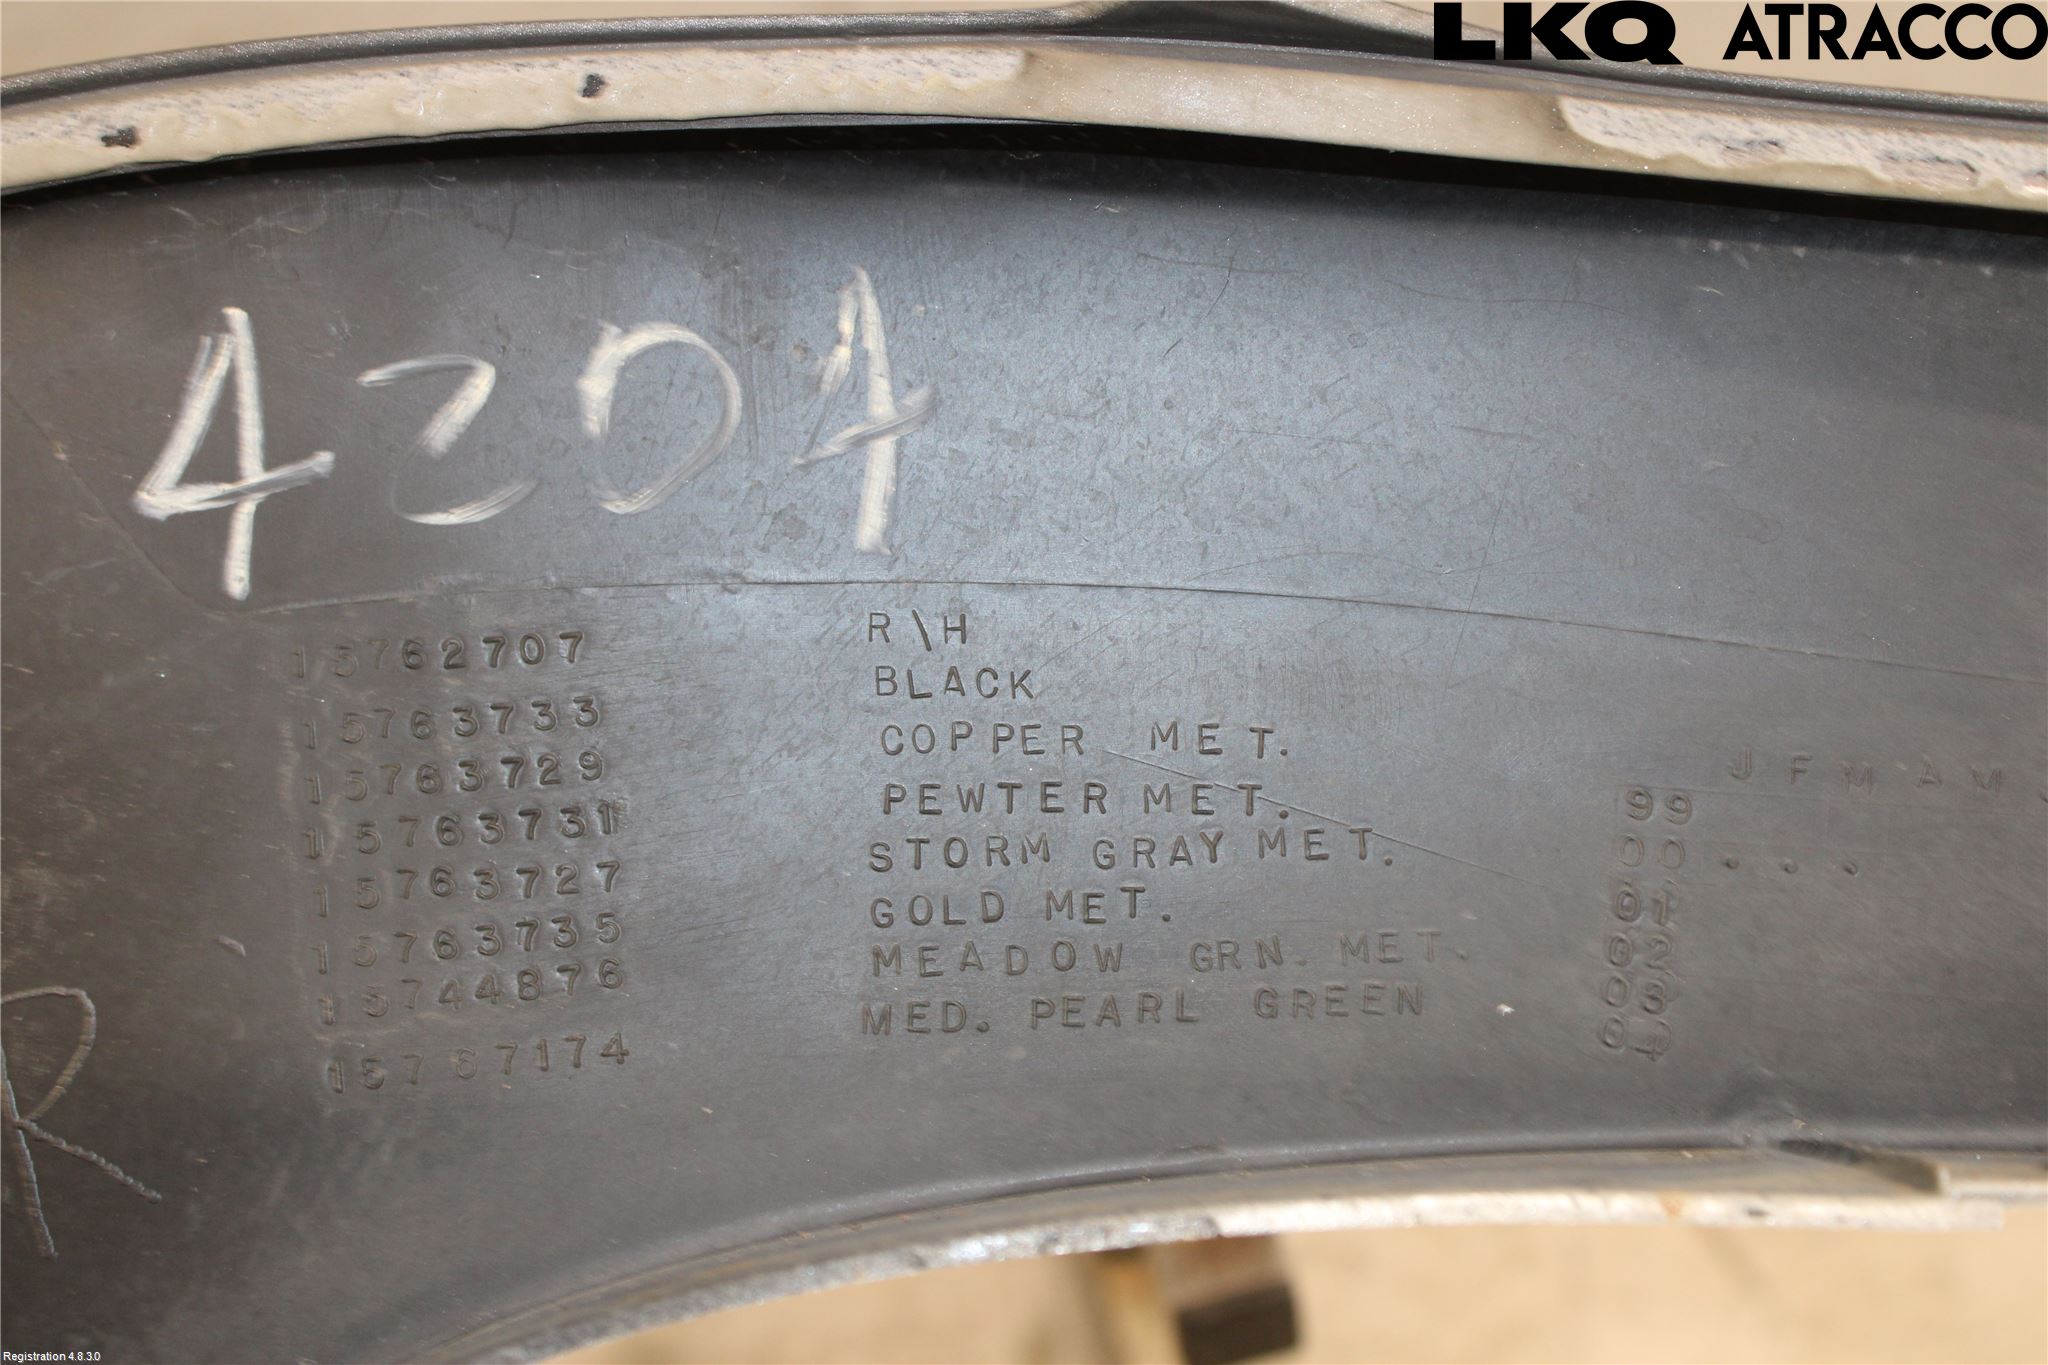 LKQ ATRACCO
4204
R\H
15762707 BLACK
15763733 COPPER MET.
15763729 PEWTER MET.
15763731 STORM GRAY MET.
15763727 GOLD MET.
15763735 MEADOW GRN. MET.
15744876 MED. PEARL GREEN
15767174
J F M A M
99
00 . . .
01
02
03
04
R
Registration 4.8.3.0